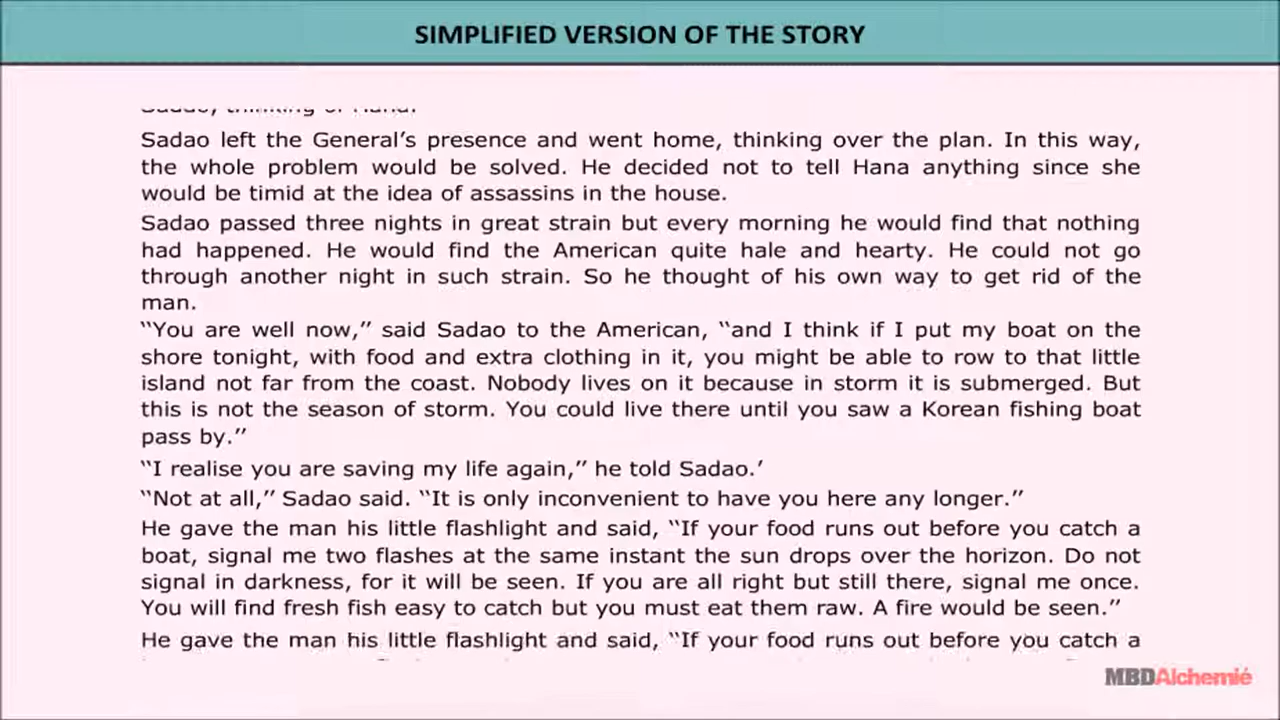 SIMPLIFIED VERSION OF THE STORY
Sadao, thinking of Hana.
Sadao left the General’s presence and went home, thinking over the plan. In this way,
the whole problem would be solved. He decided not to tell Hana anything since she
would be timid at the idea of assassins in the house.
Sadao passed three nights in great strain but every morning he would find that nothing
had happened. He would find the American quite hale and hearty. He could not go
through another night in such strain. So he thought of his own way to get rid of the
man.
“You are well now,” said Sadao to the American, “and I think if I put my boat on the
shore tonight, with food and extra clothing in it, you might be able to row to that little
island not far from the coast. Nobody lives on it because in storm it is submerged. But
this is not the season of storm. You could live there until you saw a Korean fishing boat
pass by.”
“I realise you are saving my life again,” he told Sadao.’
“Not at all,” Sadao said. “It is only inconvenient to have you here any longer.”
He gave the man his little flashlight and said, “If your food runs out before you catch a
boat, signal me two flashes at the same instant the sun drops over the horizon. Do not
signal in darkness, for it will be seen. If you are all right but still there, signal me once.
You will find fresh fish easy to catch but you must eat them raw. A fire would be seen.”
He gave the man his little flashlight and said, “If your food runs out before you catch a
MBDAlchemié